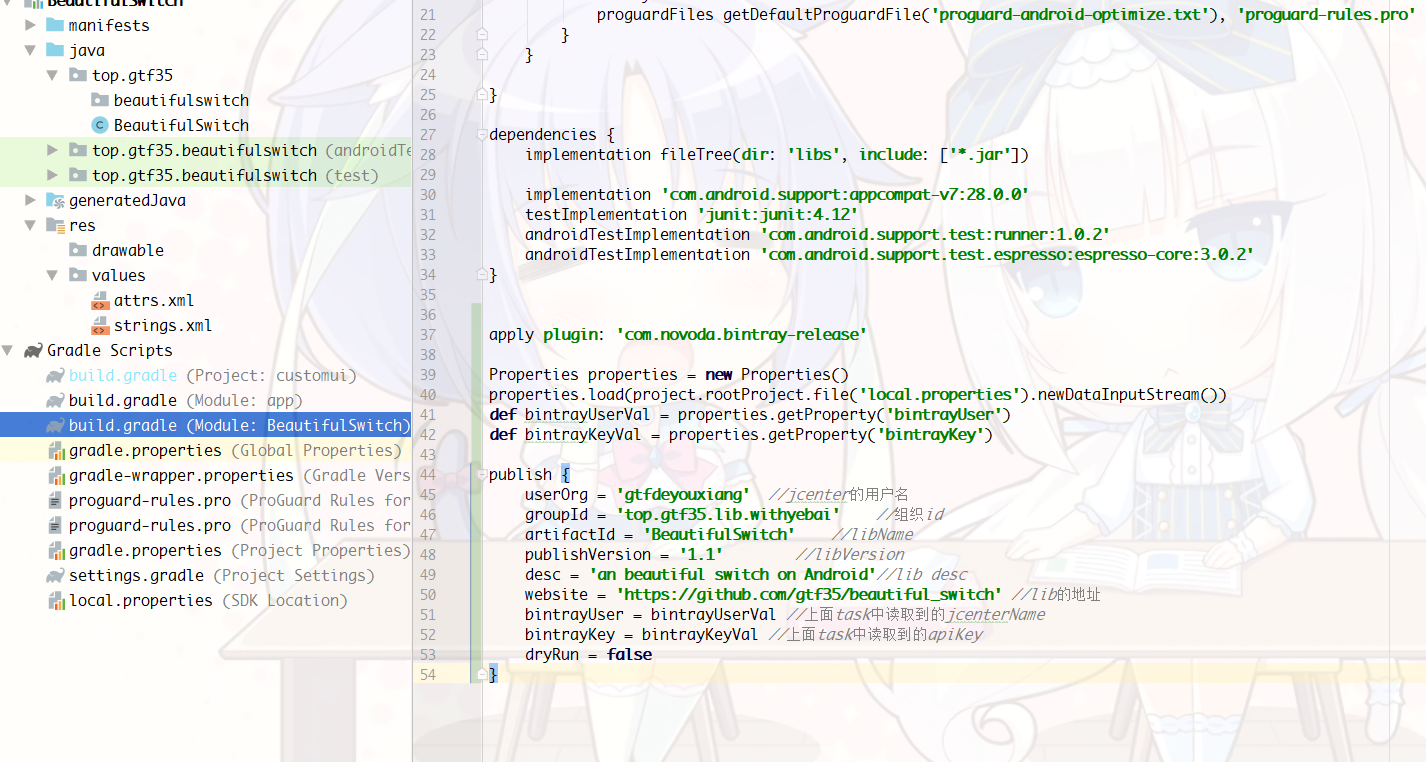 BeautifulSwitch
manifests
java
top.gtf35
beautifulswitch
BeautifulSwitch
top.gtf35.beautifulswitch (androidTe
top.gtf35.beautifulswitch (test)
generatedJava
res
drawable
values
attrs.xml
strings.xml
Gradle Scripts
build.gradle (Project: customui)
build.gradle (Module: app)
build.gradle (Module: BeautifulSwitch)
gradle.properties (Global Properties)
gradle-wrapper.properties (Gradle Vers
proguard-rules.pro (ProGuard Rules for
proguard-rules.pro (ProGuard Rules for
gradle.properties (Project Properties)
settings.gradle (Project Settings)
local.properties (SDK Location)
21 proguardFiles getDefaultProguardFile('proguard-android-optimize.txt'), 'proguard-rules.pro'
22 }
23 }
24
25 }
26
27 dependencies {
28 implementation fileTree(dir: 'libs', include: ['*.jar'])
29
30 implementation 'com.android.support:appcompat-v7:28.0.0'
31 testImplementation 'junit:junit:4.12'
32 androidTestImplementation 'com.android.support.test:runner:1.0.2'
33 androidTestImplementation 'com.android.support.test.espresso:espresso-core:3.0.2'
34 }
35
36
37 apply plugin: 'com.novoda.bintray-release'
38
39 Properties properties = new Properties()
40 properties.load(project.rootProject.file('local.properties').newDataInputStream())
41 def bintrayUserVal = properties.getProperty('bintrayUser')
42 def bintrayKeyVal = properties.getProperty('bintrayKey')
43
44 publish {
45 userOrg = 'gtfdeyouxiang' //jcenter的用户名
46 groupId = 'top.gtf35.lib.withyebai' //组织id
47 artifactId = 'BeautifulSwitch' //libName
48 publishVersion = '1.1' //libVersion
49 desc = 'an beautiful switch on Android'//lib desc
50 website = 'https://github.com/gtf35/beautiful_switch' //lib的地址
51 bintrayUser = bintrayUserVal //上面task中读取到的jcenterName
52 bintrayKey = bintrayKeyVal //上面task中读取到的apiKey
53 dryRun = false
54 }